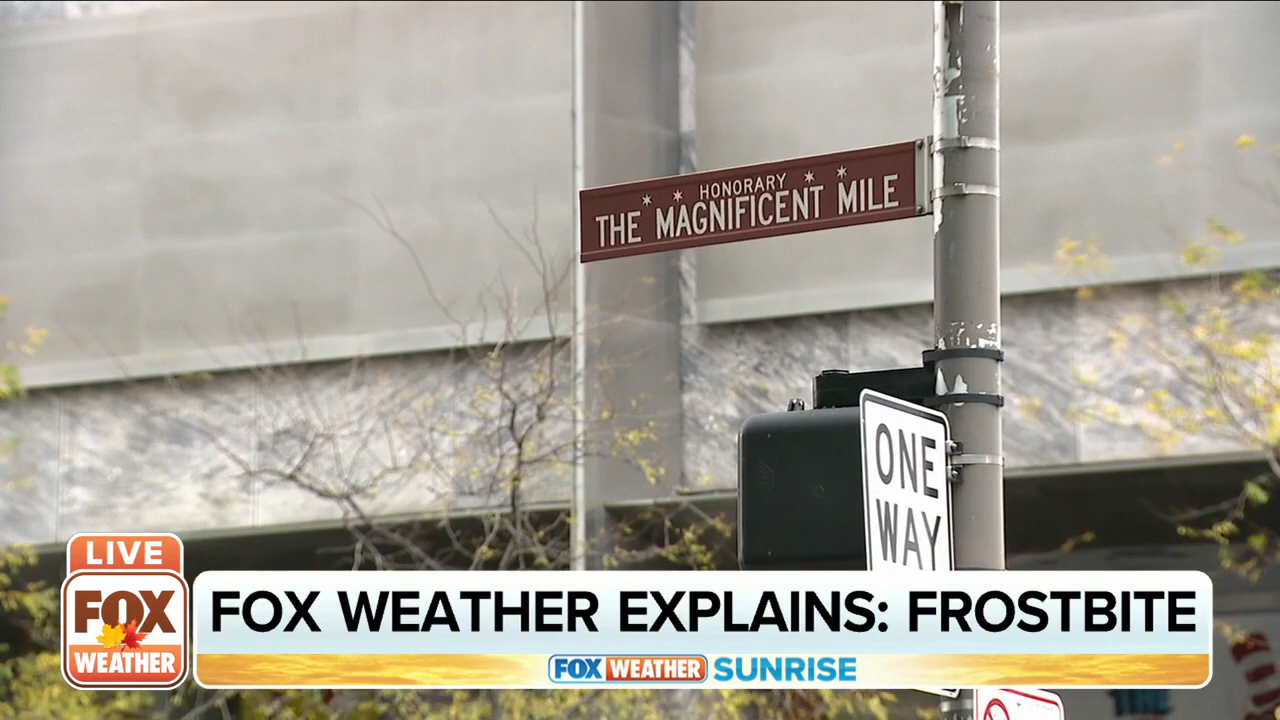 HONORARY
THE MAGNIFICENT MILE
ONE
WAY
LIVE
FOX
WEATHER
FOX WEATHER EXPLAINS: FROSTBITE
FOX WEATHER SUNRISE